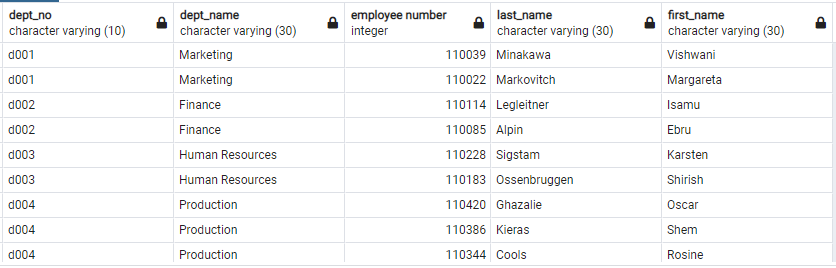 dept_no dept_name employee number last_name first_name
character varying (10) character varying (30) integer character varying (30) character varying (30)
d001 Marketing 110039 Minakawa Vishwani
d001 Marketing 110022 Markovitch Margareta
d002 Finance 110114 Legleitner Isamu
d002 Finance 110085 Alpin Ebru
d003 Human Resources 110228 Sigstam Karsten
d003 Human Resources 110183 Ossenbruggen Shirish
d004 Production 110420 Ghazalie Oscar
d004 Production 110386 Kieras Shem
d004 Production 110344 Cools Rosine